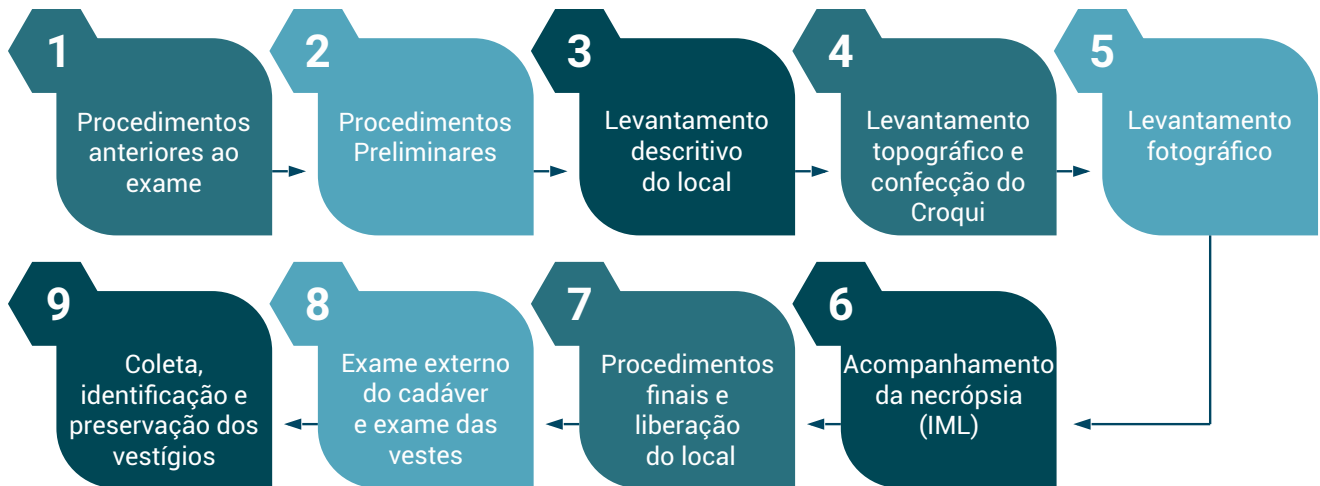 1
Procedimentos
anteriores ao
exame
2
Procedimentos
Preliminares
3
Levantamento
descritivo
do local
4
Levantamento
topográfico e
confecção do
Croqui
5
Levantamento
fotográfico
6
Acompanhamento
da necrópsia
(IML)
7
Procedimentos
finais e
liberação
do local
8
Exame externo
do cadáver
e exame das
vestes
9
Coleta,
identificação e
preservação dos
vestígios